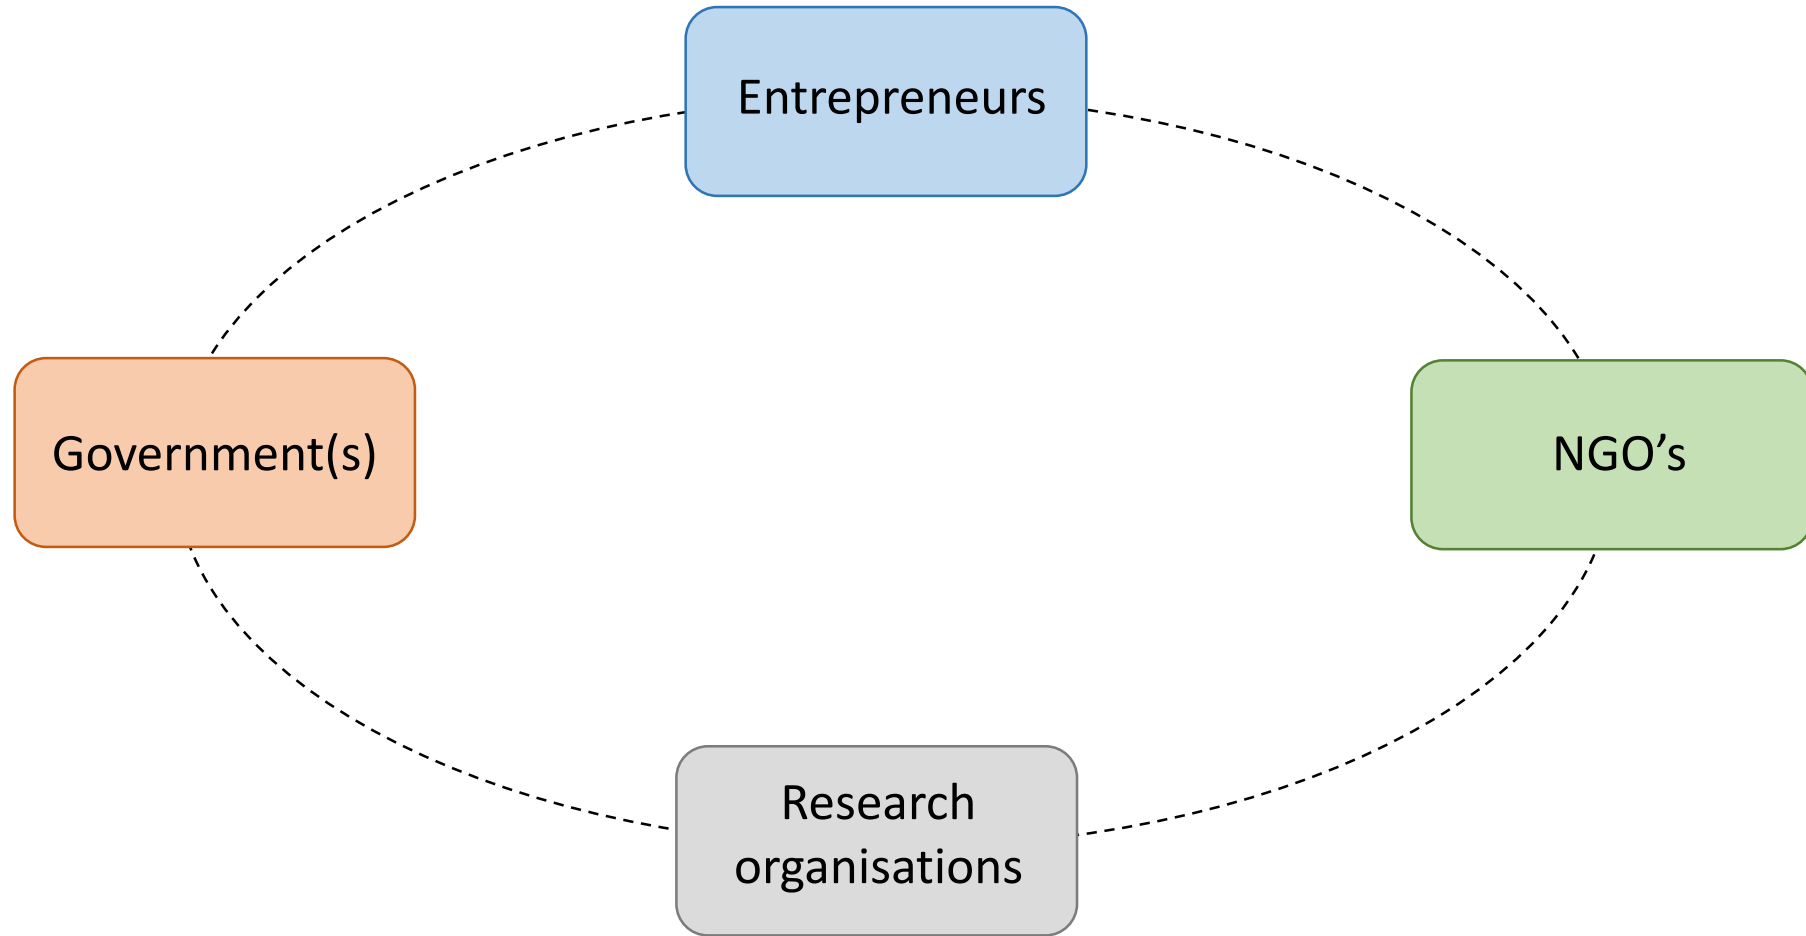 Entrepreneurs
Government(s)
NGO’s
Research
organisations